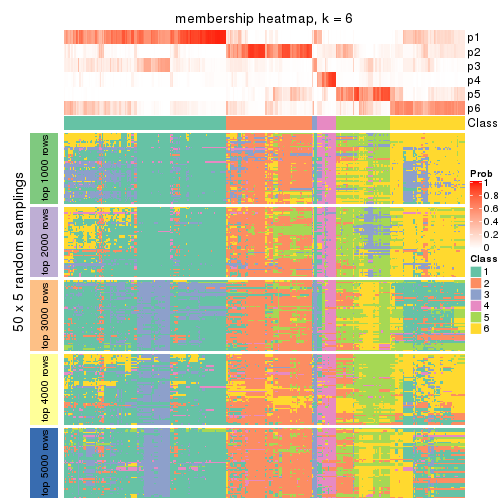 membership heatmap, k = 6
p1
p2
p3
p4
p5
p6
Class
50 x 5 random samplings
top 1000 rows
top 2000 rows
top 3000 rows
top 4000 rows
top 5000 rows
Prob
1
0.8
0.6
0.4
0.2
0
Class
1
2
3
4
5
6